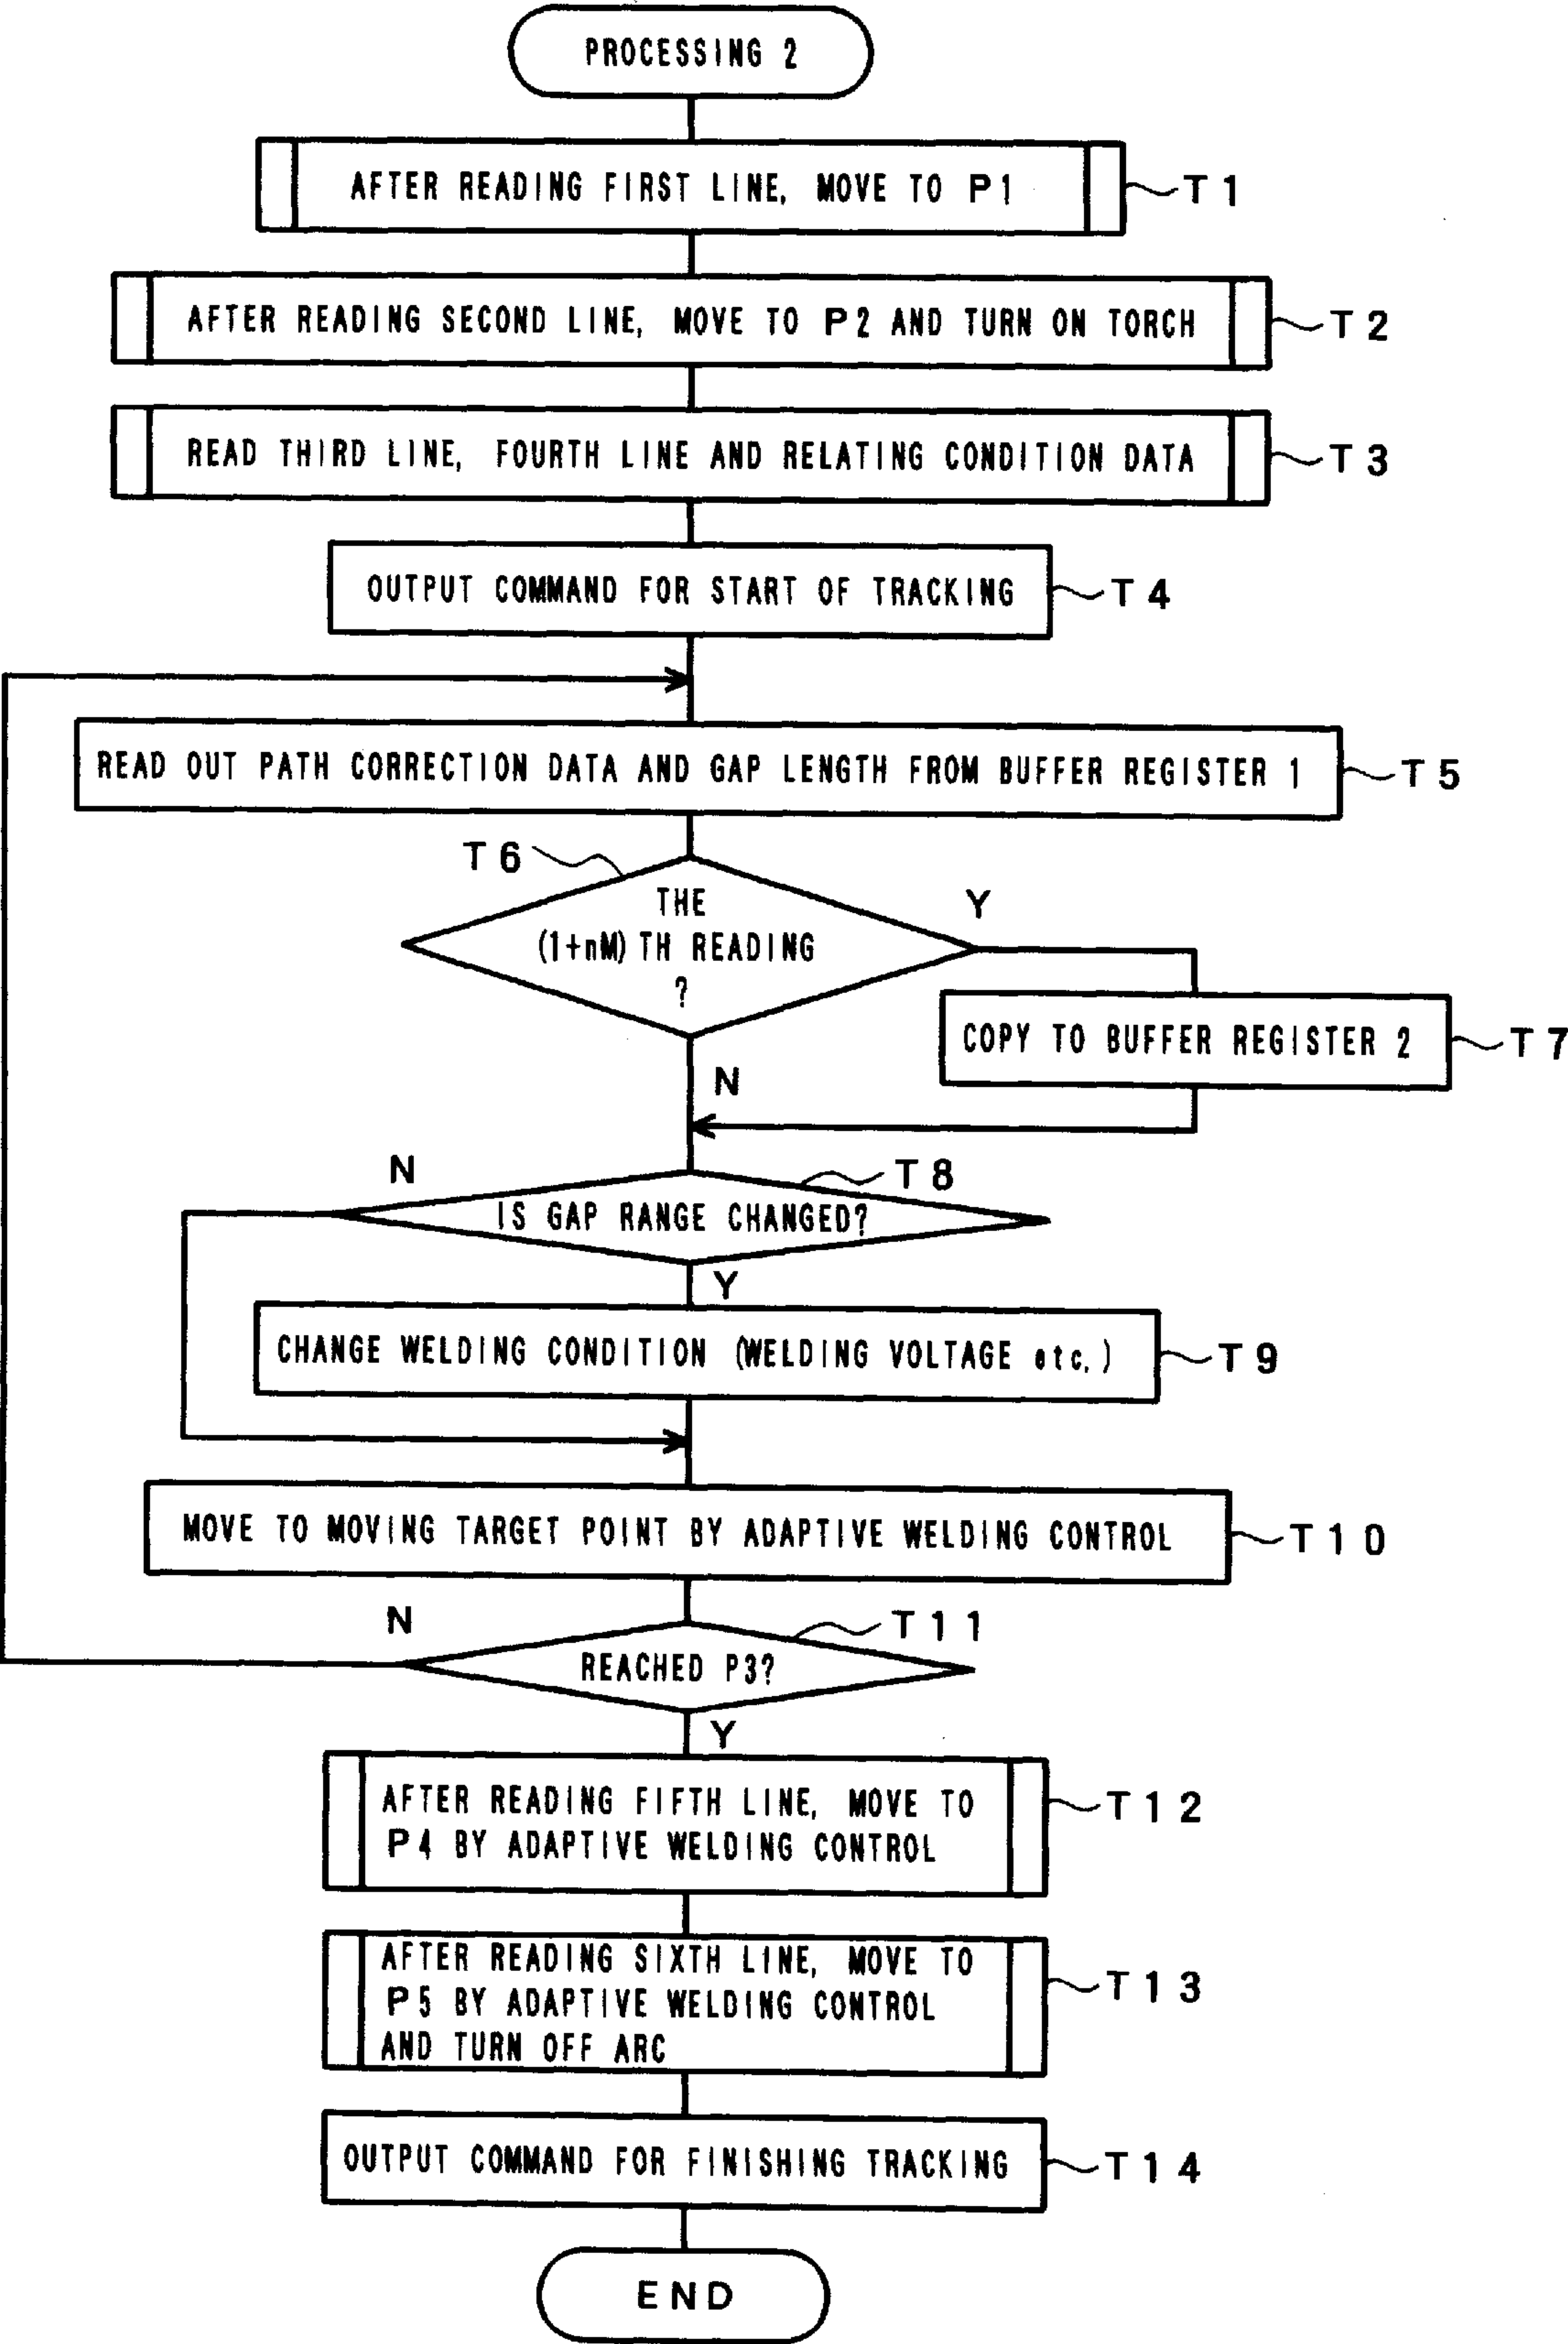 PROCESSING 2
AFTER READING FIRST LINE, MOVE TO P1
T1
AFTER READING SECOND LINE, MOVE TO P2 AND TURN ON TORCH
T2
READ THIRD LINE, FOURTH LINE AND RELATING CONDITION DATA
T3
OUTPUT COMMAND FOR START OF TRACKING
T4
READ OUT PATH CORRECTION DATA AND GAP LENGTH FROM BUFFER REGISTER 1
T5
T6
THE
(1+nM) TH READING
?
Y
COPY TO BUFFER REGISTER 2
T7
N
N
T8
IS GAP RANGE CHANGED?
Y
CHANGE WELDING CONDITION (WELDING VOLTAGE etc.)
T9
MOVE TO MOVING TARGET POINT BY ADAPTIVE WELDING CONTROL
T10
N
T11
REACHED P3?
Y
AFTER READING FIFTH LINE, MOVE TO
P4 BY ADAPTIVE WELDING CONTROL
T12
AFTER READING SIXTH LINE, MOVE TO
P5 BY ADAPTIVE WELDING CONTROL
AND TURN OFF ARC
T13
OUTPUT COMMAND FOR FINISHING TRACKING
T14
END